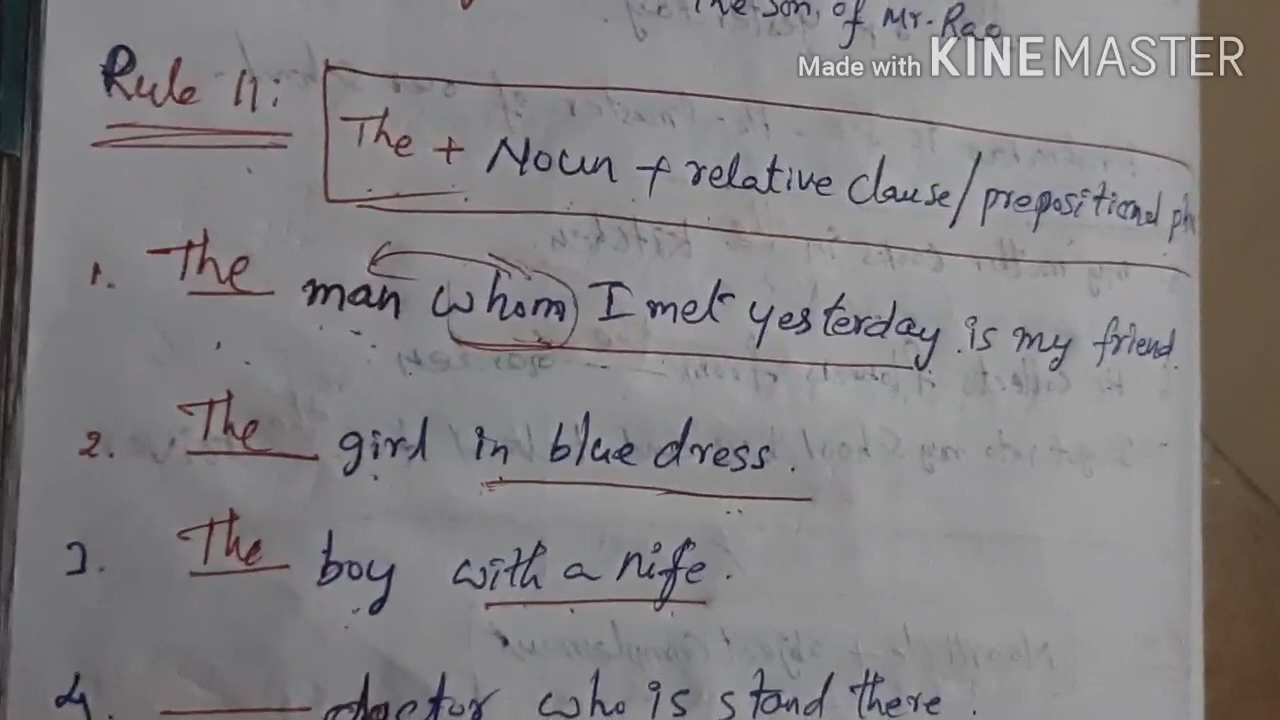 the son of Mr. Rao
Made with KINEMASTER
Rule 11:
The + Noun + relative clause/prepositional ph
1. The man whom I met yesterday is my friend.
2. The girl in blue dress.
3. The boy with a nife.
4. ____ doctor who is stand there.